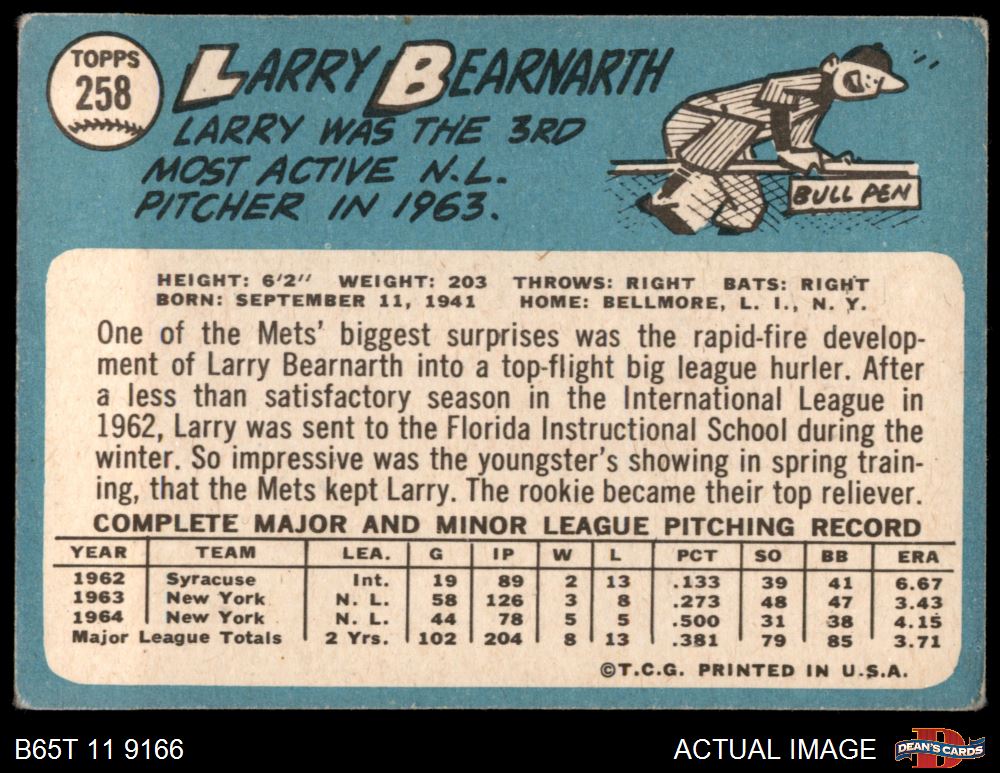 TOPPS
258
LARRY BEARNARTH
LARRY WAS THE 3RD
MOST ACTIVE N.L.
PITCHER IN 1963.
BULL PEN
HEIGHT: 6'2" WEIGHT: 203 THROWS: RIGHT BATS: RIGHT
BORN: SEPTEMBER 11, 1941 HOME: BELLMORE, L. I., N. Y.
One of the Mets' biggest surprises was the rapid-fire develop-
ment of Larry Bearnarth into a top-flight big league hurler. After
a less than satisfactory season in the International League in
1962, Larry was sent to the Florida Instructional School during the
winter. So impressive was the youngster's showing in spring train-
ing, that the Mets kept Larry. The rookie became their top reliever.
COMPLETE MAJOR AND MINOR LEAGUE PITCHING RECORD
YEAR TEAM LEA. G IP W L PCT SO BB ERA
1962 Syracuse Int. 19 89 2 13 .133 39 41 6.67
1963 New York N. L. 58 126 3 8 .273 48 47 3.43
1964 New York N. L. 44 78 5 5 .500 31 38 4.15
Major League Totals 2 Yrs. 102 204 8 13 .381 79 85 3.71
©T.C.G. PRINTED IN U.S.A.
B65T 11 9166 ACTUAL IMAGE
D
DEAN'S CARDS